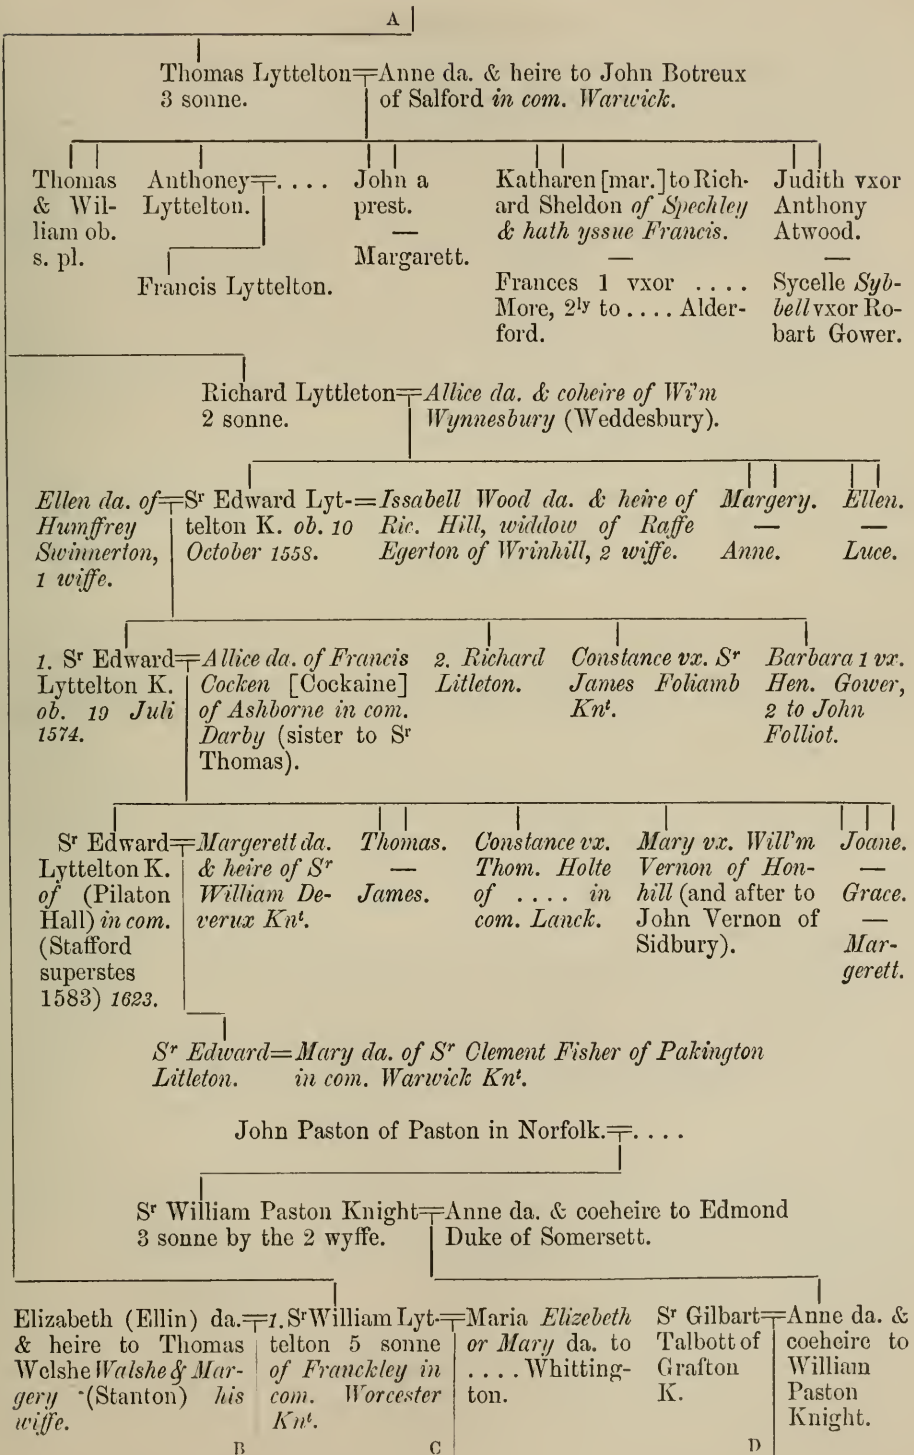 A
Thomas Lyttelton=Anne da. & heire to John Botreux
3 sonne. of Salford in com. Warwick.
Thomas
& Wil-
liam ob.
s. pl.
Anthoney=. . . .
Lyttelton.
Francis Lyttelton.
John a
prest.
—
Margarett.
Katharen [mar.] to Rich-
ard Sheldon of Spechley
& hath yssue Francis.
—
Frances 1 vxor . . . .
More, 2ly to . . . . Alder-
ford.
Judith vxor
Anthony
Atwood.
—
Sycelle Syb-
bell vxor Ro-
bart Gower.
Richard Lyttleton=Allice da. & coheire of Wi'm
2 sonne. Wynnesbury (Weddesbury).
Ellen da. of
Humffrey
Swinnerton,
1 wiffe.
=Sr Edward Lyt-
telton K. ob. 10
October 1558.
=Issabell Wood da. & heire of
Ric. Hill, widdow of Raffe
Egerton of Wrinhill, 2 wiffe.
Margery.
—
Anne.
Ellen.
—
Luce.
1. Sr Edward
Lyttelton K.
ob. 19 Juli
1574.
=Allice da. of Francis
Cocken [Cockaine]
of Ashborne in com.
Darby (sister to Sr
Thomas).
2. Richard
Litleton.
Constance vx. Sr
James Foliamb
Knt.
Barbara 1 vx.
Hen. Gower,
2 to John
Folliot.
Sr Edward
Lyttelton K.
of (Pilaton
Hall) in com.
(Stafford
superstes
1583) 1623.
=Margerett da.
& heire of Sr
William De-
verux Knt.
Thomas.
—
James.
Constance vx.
Thom. Holte
of . . . . in
com. Lanck.
Mary vx. Will'm
Vernon of Hon-
hill (and after to
John Vernon of
Sidbury).
Joane.
—
Grace.
—
Mar-
gerett.
Sr Edward=Mary da. of Sr Clement Fisher of Pakington
Litleton. in com. Warwick Knt.
John Paston of Paston in Norfolk.=. . . .
Sr William Paston Knight=Anne da. & coeheire to Edmond
3 sonne by the 2 wyffe. Duke of Somersett.
Elizabeth (Ellin) da.
& heire to Thomas
Welshe Walshe & Mar-
gery (Stanton) his
wiffe.
=1. Sr William Lyt-
telton 5 sonne
of Franckley in
com. Worcester
Knt.
=Maria Elizebeth
or Mary da. to
. . . . Whitting-
ton.
Sr Gilbart
Talbott of
Grafton
K.
=Anne da. &
coeheire to
William
Paston
Knight.
B C D